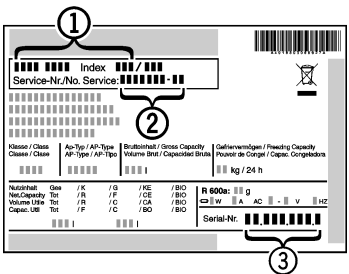 1
Index /
Service-Nr./No. Service: -
2
Klasse / Class
Classe / Clase
Ap-Typ / AP-Type
AP-Type / AP-Tipo
Bruttoinhalt / Gross Capacity
Volume Brut / Capacidad Bruta
Gefriervermögen / Freezing Capacity
Pouvoir de Congel / Capac. Congeladora
kg / 24 h
Nutzinhalt Gee / K / G / KE / BIO
Net.Capacity Tot / R / F / CE / BIO
Volume Utile Tot / R / C / CA / BIO
Capac. Util Tot / F / C / BO / BIO
l l
R 600a: g
W A AC - V HZ
Serial-Nr. . . .
3